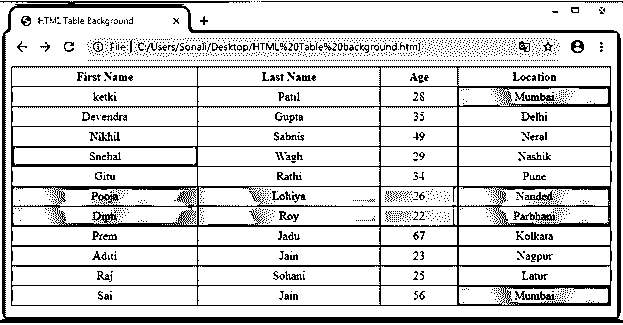 HTML Table Background
File C:/Users/Sonali/Desktop/HTML%20Table%20background.html
First Name Last Name Age Location
ketki Patil 28 Mumbai
Devendra Gupta 35 Delhi
Nikhil Sabnis 49 Neral
Snehal Wagh 29 Nashik
Gitu Rathi 34 Pune
Pooja Lohiya 26 Nanded
Dipti Roy 22 Parbhani
Prem Jadu 67 Kolkata
Aditi Jain 23 Nagpur
Raj Sohani 25 Latur
Sai Jain 56 Mumbai